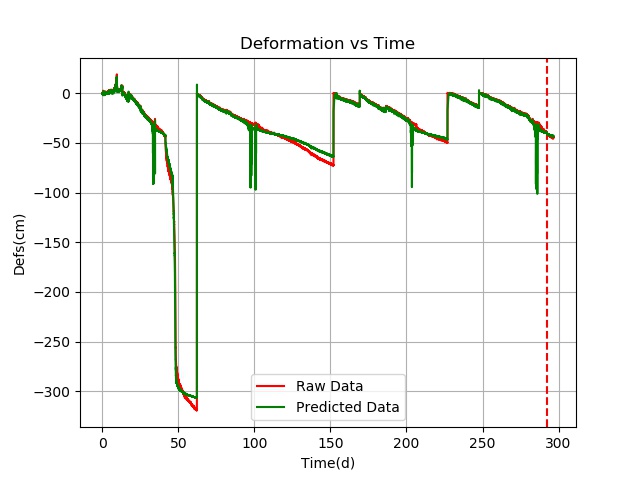 Deformation vs Time
Defs(cm)
0
−50
−100
−150
−200
−250
−300
Raw Data
Predicted Data
0 50 100 150 200 250 300
Time(d)